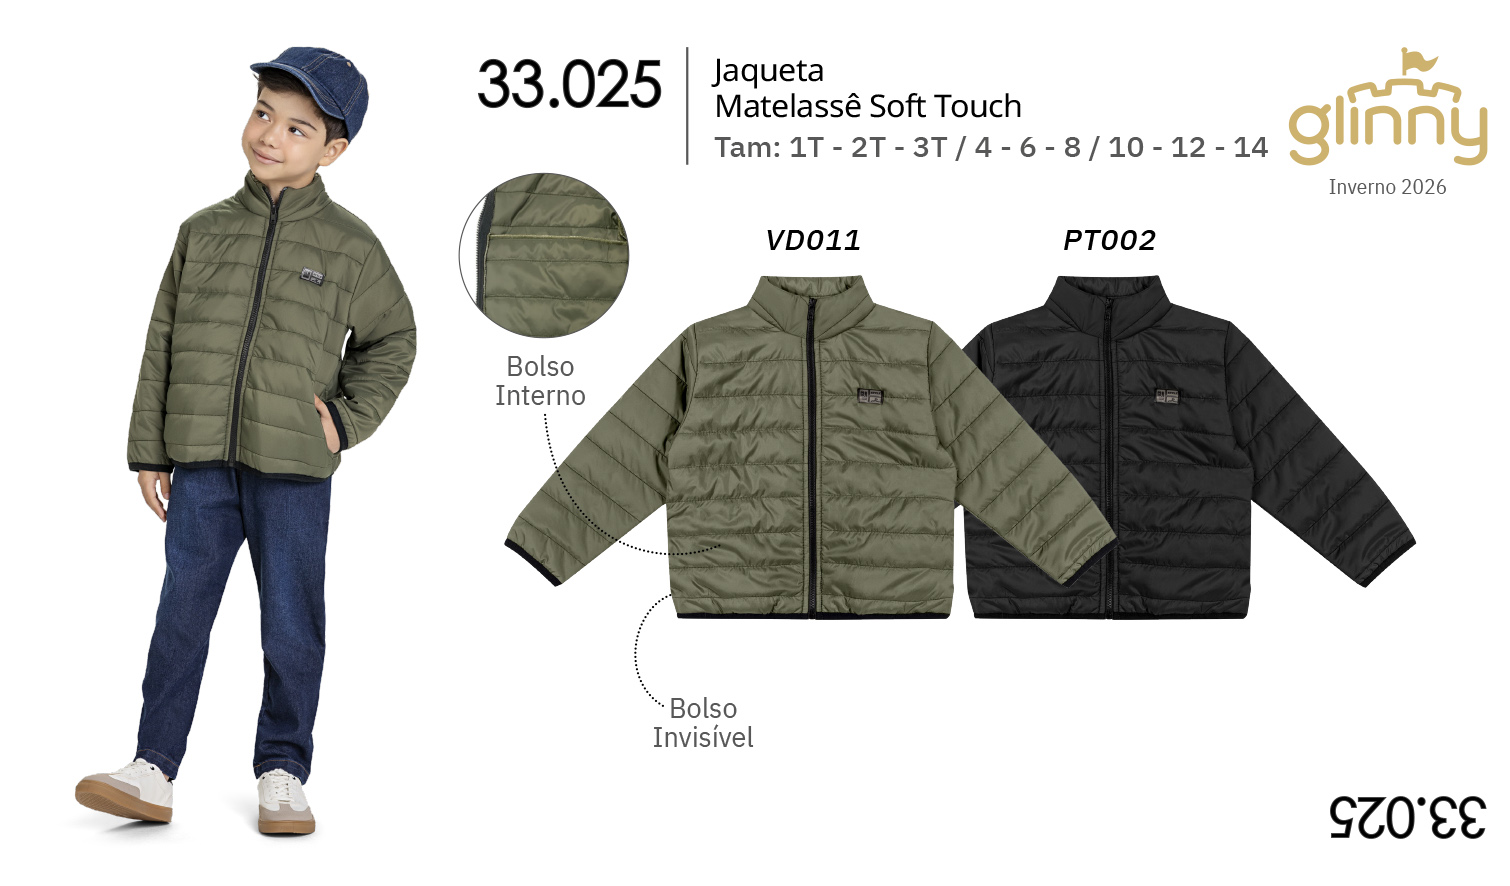 33.025
Jaqueta
Matelassê Soft Touch
Tam: 1T - 2T - 3T / 4 - 6 - 8 / 10 - 12 - 14
glinny
Inverno 2026
VD011
PT002
Bolso
Interno
Bolso
Invisível
33.025